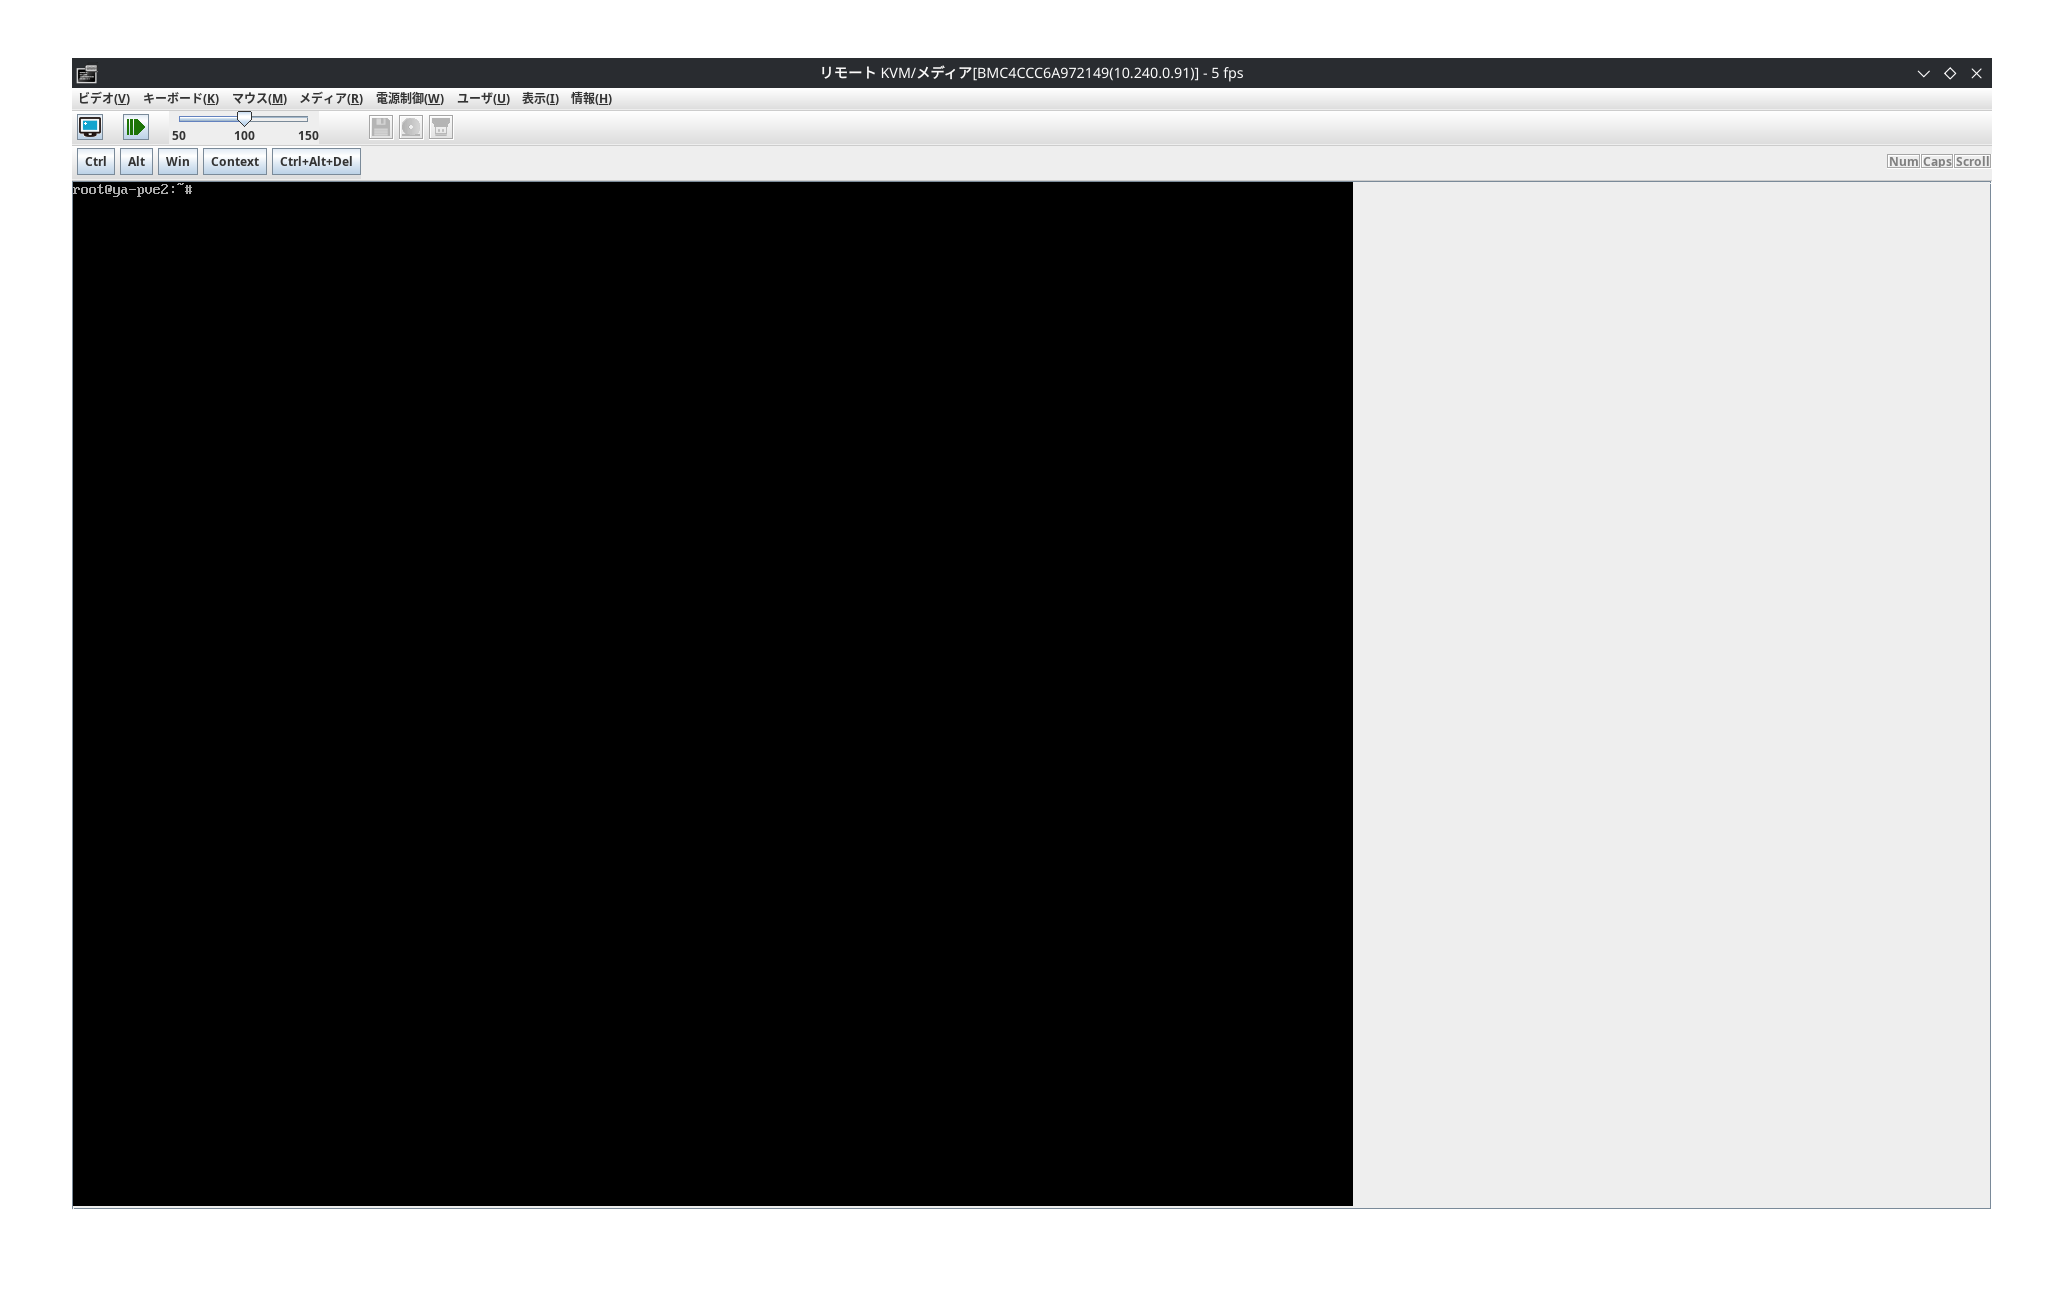 リモート KVM/メディア[BMC4CCC6A972149(10.240.0.91)] - 5 fps
ビデオ(V) キーボード(K) マウス(M) メディア(R) 電源制御(W) ユーザ(U) 表示(I) 情報(H)
50 100 150
Ctrl Alt Win Context Ctrl+Alt+Del Num Caps Scroll
root@ya-pve2:~#